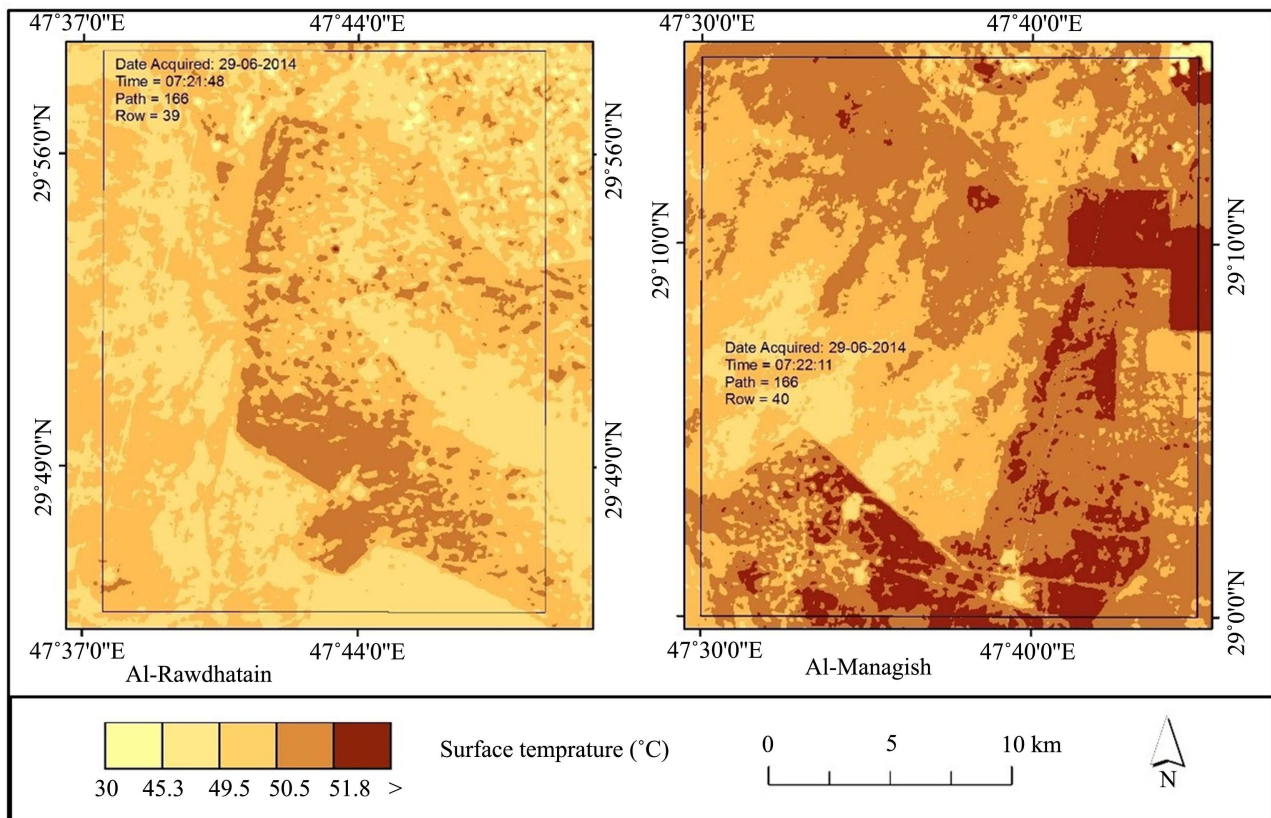 47˚37'0"E
47˚44'0"E
47˚30'0"E
47˚40'0"E
Date Acquired: 29-06-2014
Time = 07:21:48
Path = 166
Row = 39
29˚56'0"N
29˚56'0"N
29˚10'0"N
29˚10'0"N
Date Acquired: 29-06-2014
Time = 07:22:11
Path = 166
Row = 40
29˚49'0"N
29˚49'0"N
29˚0'0"N
47˚37'0"E
47˚44'0"E
47˚30'0"E
47˚40'0"E
Al-Rawdhatain
Al-Managish
Surface temprature (˚C)
30 45.3 49.5 50.5 51.8 >
0 5 10 km
N